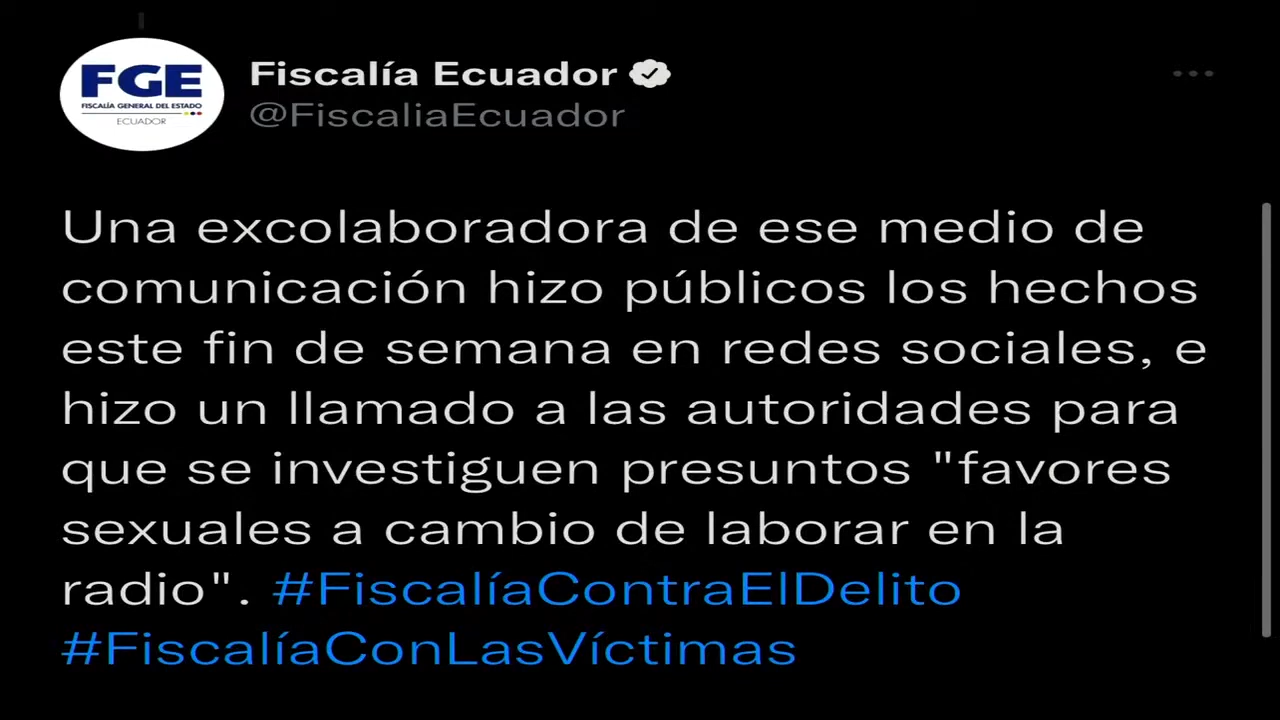 FGE
FISCALÍA GENERAL DEL ESTADO
ECUADOR
Fiscalía Ecuador
@FiscaliaEcuador
Una excolaboradora de ese medio de
comunicación hizo públicos los hechos
este fin de semana en redes sociales, e
hizo un llamado a las autoridades para
que se investiguen presuntos "favores
sexuales a cambio de laborar en la
radio". #FiscalíaContraElDelito
#FiscalíaConLasVíctimas